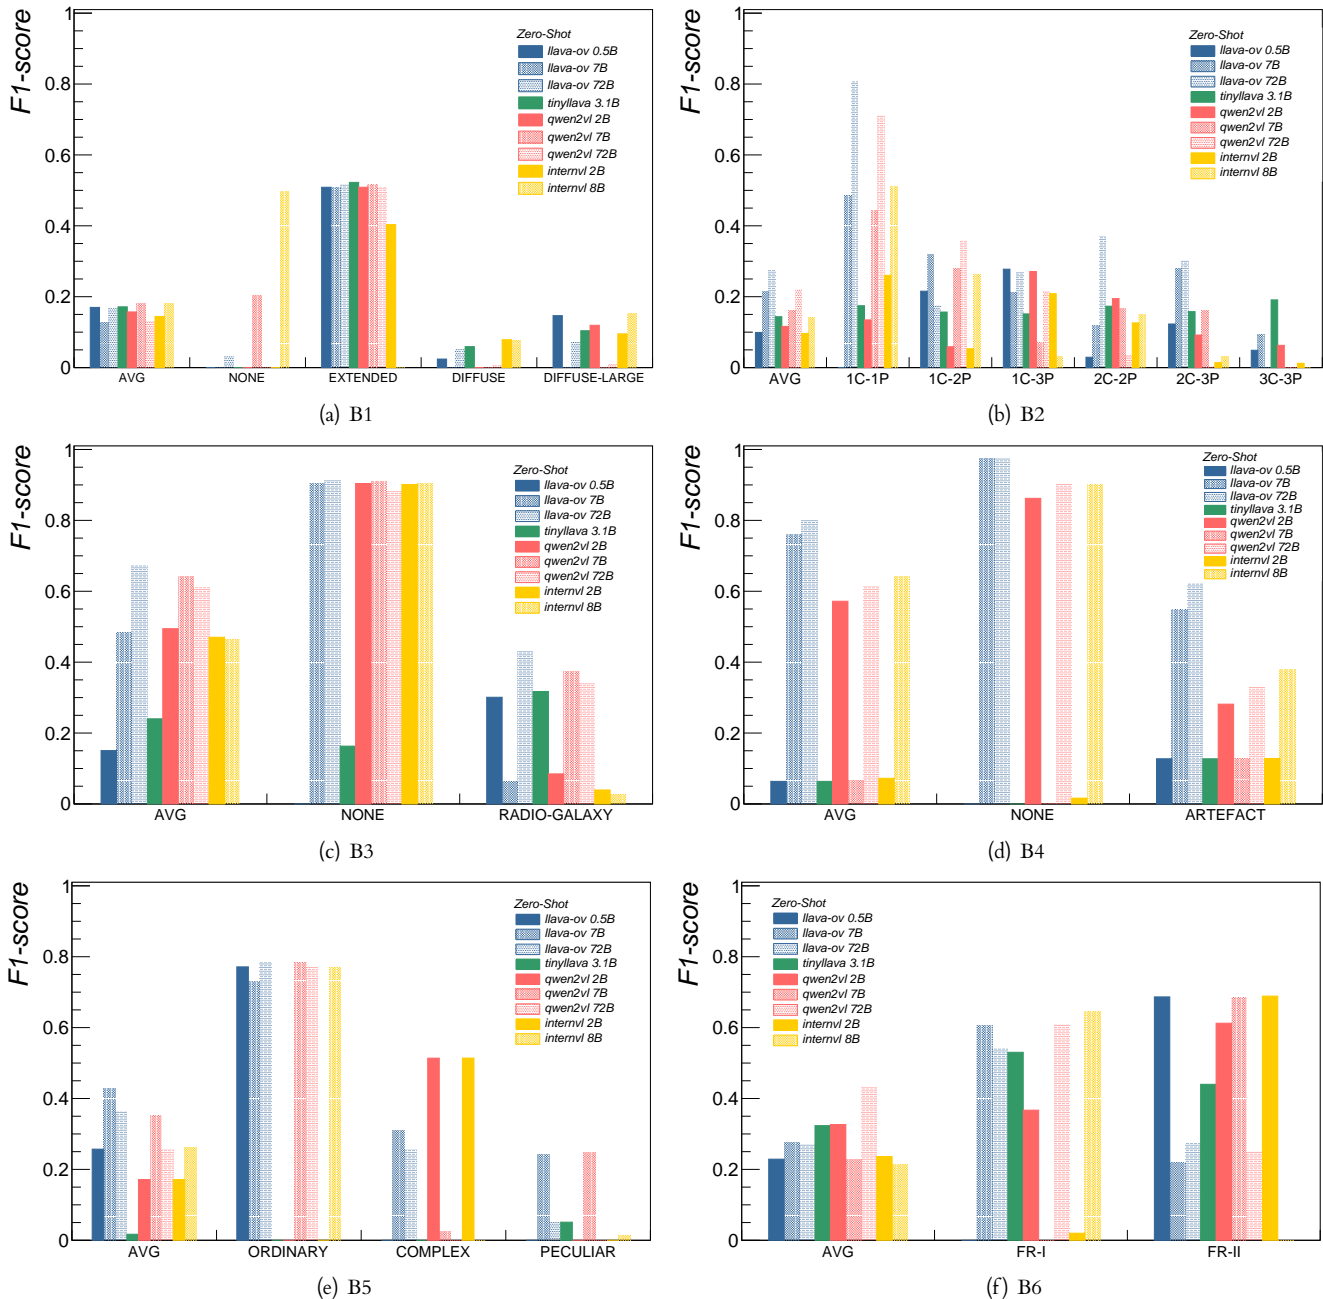 F1-score
1
0.8
0.6
0.4
0.2
0
Zero-Shot
llava-ov 0.5B
llava-ov 7B
llava-ov 72B
tinyllava 3.1B
qwen2vl 2B
qwen2vl 7B
qwen2vl 72B
internvl 2B
internvl 8B
AVG NONE EXTENDED DIFFUSE DIFFUSE-LARGE
(a) B1
F1-score
1
0.8
0.6
0.4
0.2
0
Zero-Shot
llava-ov 0.5B
llava-ov 7B
llava-ov 72B
tinyllava 3.1B
qwen2vl 2B
qwen2vl 7B
qwen2vl 72B
internvl 2B
internvl 8B
AVG 1C-1P 1C-2P 1C-3P 2C-2P 2C-3P 3C-3P
(b) B2
F1-score
1
0.8
0.6
0.4
0.2
0
Zero-Shot
llava-ov 0.5B
llava-ov 7B
llava-ov 72B
tinyllava 3.1B
qwen2vl 2B
qwen2vl 7B
qwen2vl 72B
internvl 2B
internvl 8B
AVG NONE RADIO-GALAXY
(c) B3
F1-score
1
0.8
0.6
0.4
0.2
0
Zero-Shot
llava-ov 0.5B
llava-ov 7B
llava-ov 72B
tinyllava 3.1B
qwen2vl 2B
qwen2vl 7B
qwen2vl 72B
internvl 2B
internvl 8B
AVG NONE ARTEFACT
(d) B4
F1-score
1
0.8
0.6
0.4
0.2
0
Zero-Shot
llava-ov 0.5B
llava-ov 7B
llava-ov 72B
tinyllava 3.1B
qwen2vl 2B
qwen2vl 7B
qwen2vl 72B
internvl 2B
internvl 8B
AVG ORDINARY COMPLEX PECULIAR
(e) B5
F1-score
1
0.8
0.6
0.4
0.2
0
Zero-Shot
llava-ov 0.5B
llava-ov 7B
llava-ov 72B
tinyllava 3.1B
qwen2vl 2B
qwen2vl 7B
qwen2vl 72B
internvl 2B
internvl 8B
AVG FR-I FR-II
(f) B6